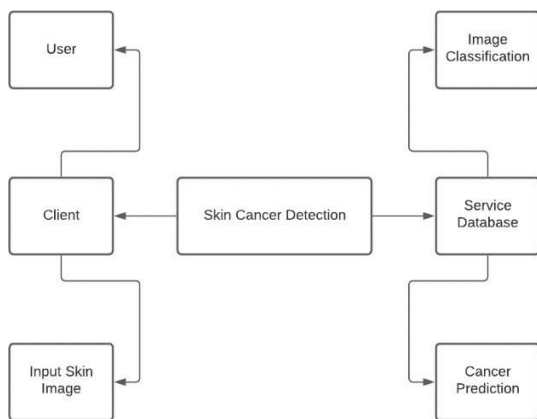 User
Image
Classification
Client
Skin Cancer Detection
Service
Database
Input Skin
Image
Cancer
Prediction